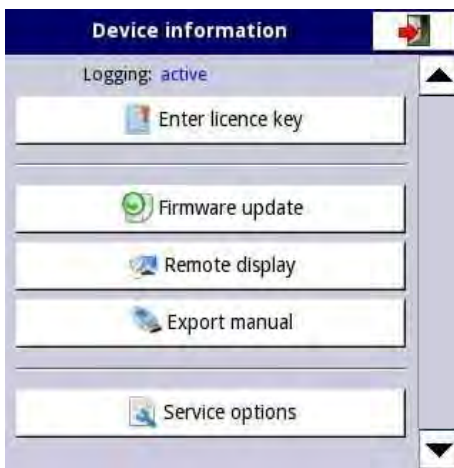 Device information
Logging: active
Enter licence key
Firmware update
Remote display
Export manual
Service options